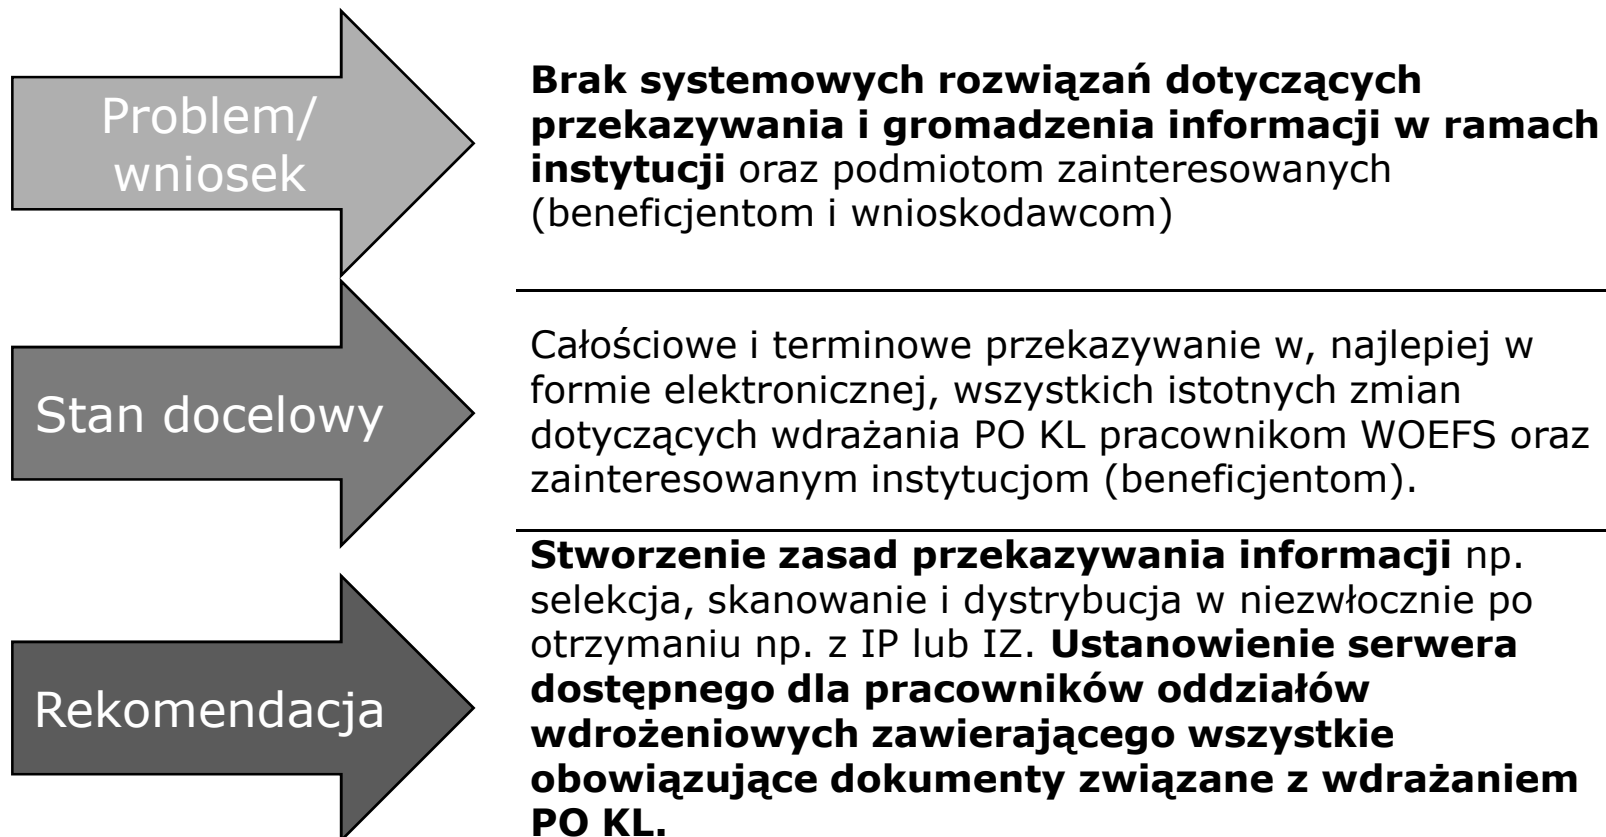 Problem/
wniosek
Brak systemowych rozwiązań dotyczących
przekazywania i gromadzenia informacji w ramach
instytucji oraz podmiotom zainteresowanych
(beneficjentom i wnioskodawcom)
Stan docelowy
Całościowe i terminowe przekazywanie w, najlepiej w
formie elektronicznej, wszystkich istotnych zmian
dotyczących wdrażania PO KL pracownikom WOEFS oraz
zainteresowanym instytucjom (beneficjentom).
Rekomendacja
Stworzenie zasad przekazywania informacji np.
selekcja, skanowanie i dystrybucja w niezwłocznie po
otrzymaniu np. z IP lub IZ. Ustanowienie serwera
dostępnego dla pracowników oddziałów
wdrożeniowych zawierającego wszystkie
obowiązujące dokumenty związane z wdrażaniem
PO KL.